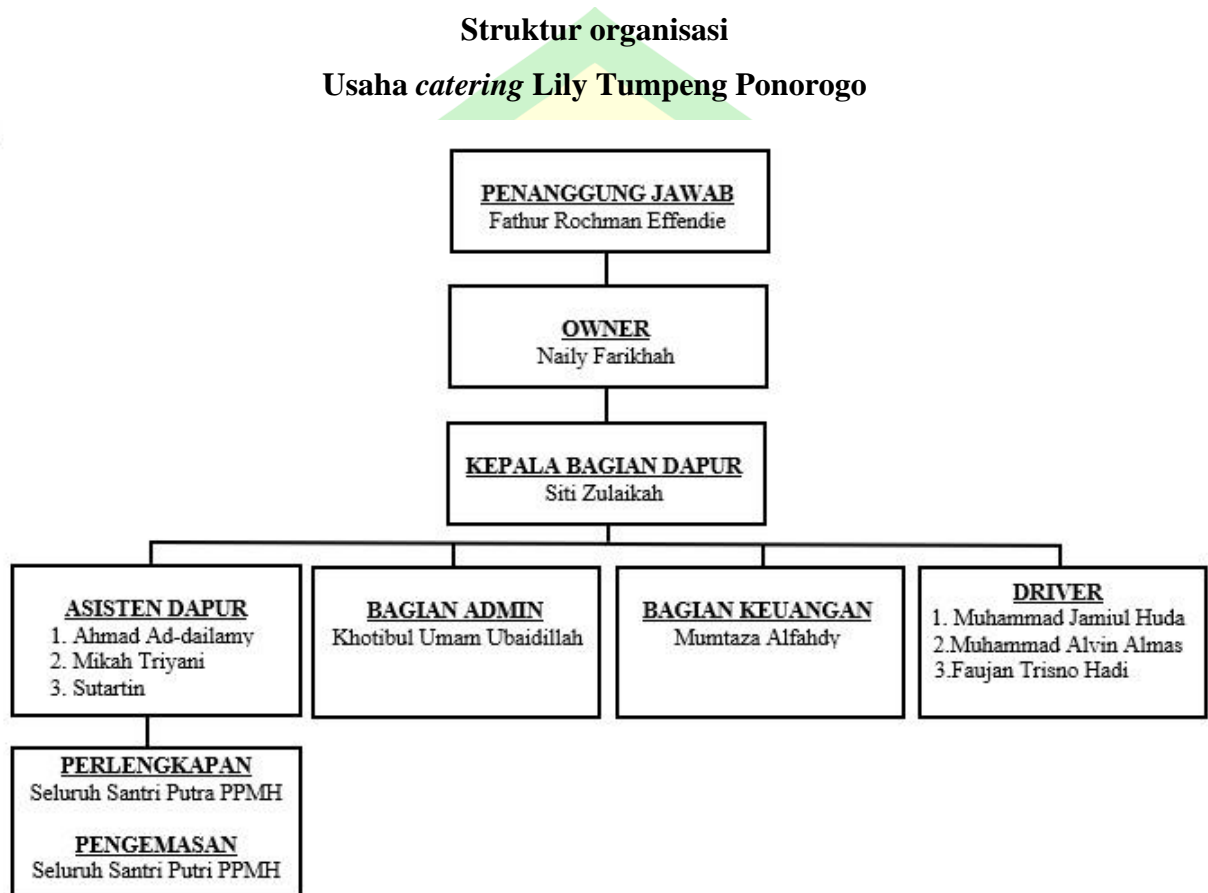 Struktur organisasi
Usaha catering Lily Tumpeng Ponorogo
PENANGGUNG JAWAB
Fathur Rochman Effendie
OWNER
Naily Farikhah
KEPALA BAGIAN DAPUR
Siti Zulaikah
ASISTEN DAPUR
1. Ahmad Ad-dailamy
2. Mikah Triyani
3. Sutartin
BAGIAN ADMIN
Khotibul Umam Ubaidillah
BAGIAN KEUANGAN
Mumtaza Alfahdy
DRIVER
1. Muhammad Jamiul Huda
2.Muhammad Alvin Almas
3.Faujan Trisno Hadi
PERLENGKAPAN
Seluruh Santri Putra PPMH
PENGEMASAN
Seluruh Santri Putri PPMH